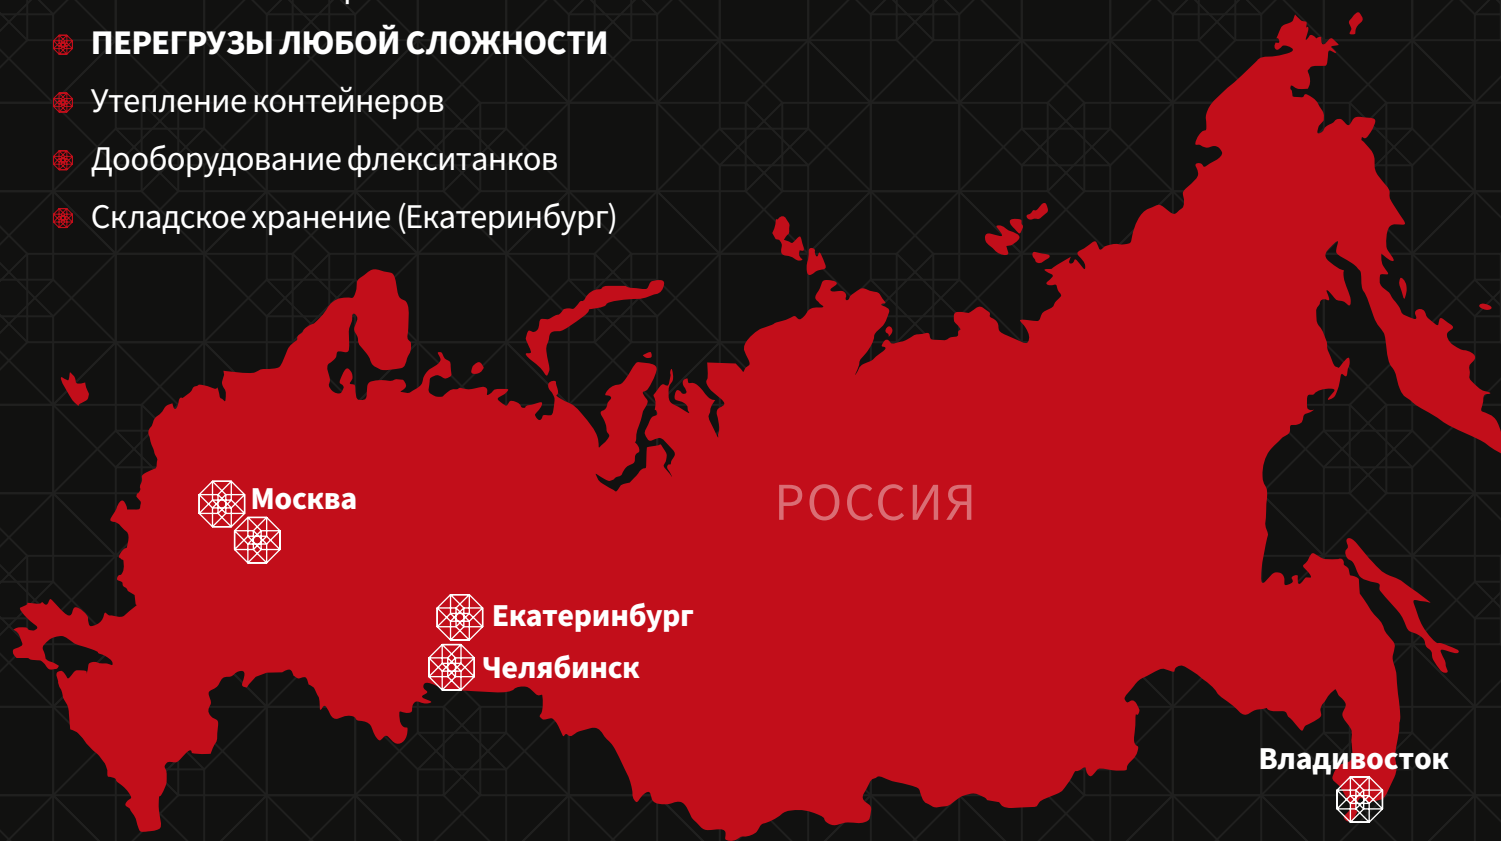 ПЕРЕГРУЗЫ ЛЮБОЙ СЛОЖНОСТИ
Утепление контейнеров
Дооборудование флекситанков
Складское хранение (Екатеринбург)
РОССИЯ
Москва
Екатеринбург
Челябинск
Владивосток